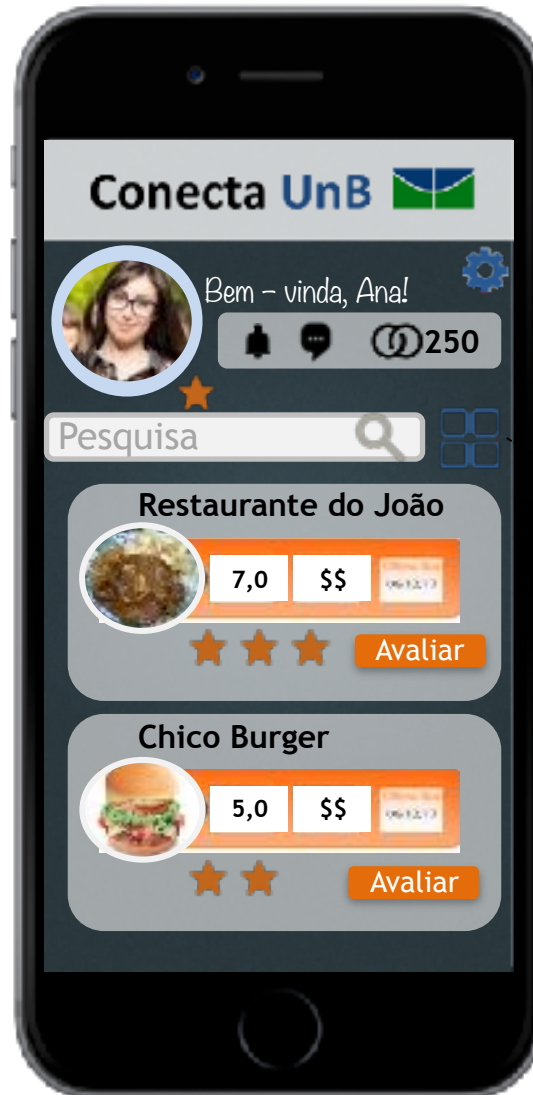 Conecta UnB
Bem – vinda, Ana!
250
Pesquisa
Restaurante do João
7,0 $$
Avaliar
Chico Burger
5,0 $$
Avaliar